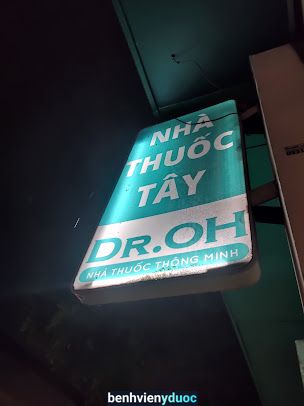 NHÀ
THUỐC
TÂY
DR.OH
NHÀ THUỐC THÔNG MINH
benhvienyduoc